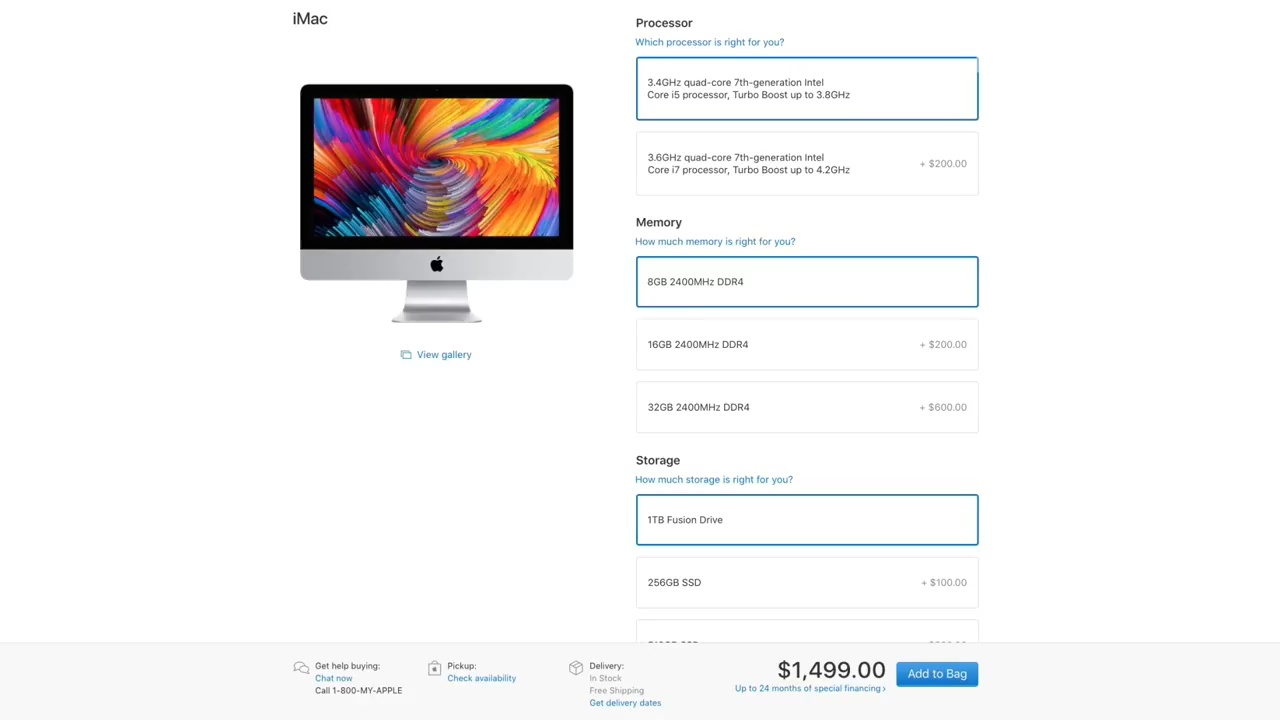 iMac
View gallery
Processor
Which processor is right for you?
3.4GHz quad-core 7th-generation Intel
Core i5 processor, Turbo Boost up to 3.8GHz
3.6GHz quad-core 7th-generation Intel
Core i7 processor, Turbo Boost up to 4.2GHz
+ $200.00
Memory
How much memory is right for you?
8GB 2400MHz DDR4
16GB 2400MHz DDR4
+ $200.00
32GB 2400MHz DDR4
+ $600.00
Storage
How much storage is right for you?
1TB Fusion Drive
256GB SSD
+ $100.00
Get help buying:
Chat now
Call 1-800-MY-APPLE
Pickup:
Check availability
Delivery:
In Stock
Free Shipping
Get delivery dates
$1,499.00
Up to 24 months of special financing ›
Add to Bag